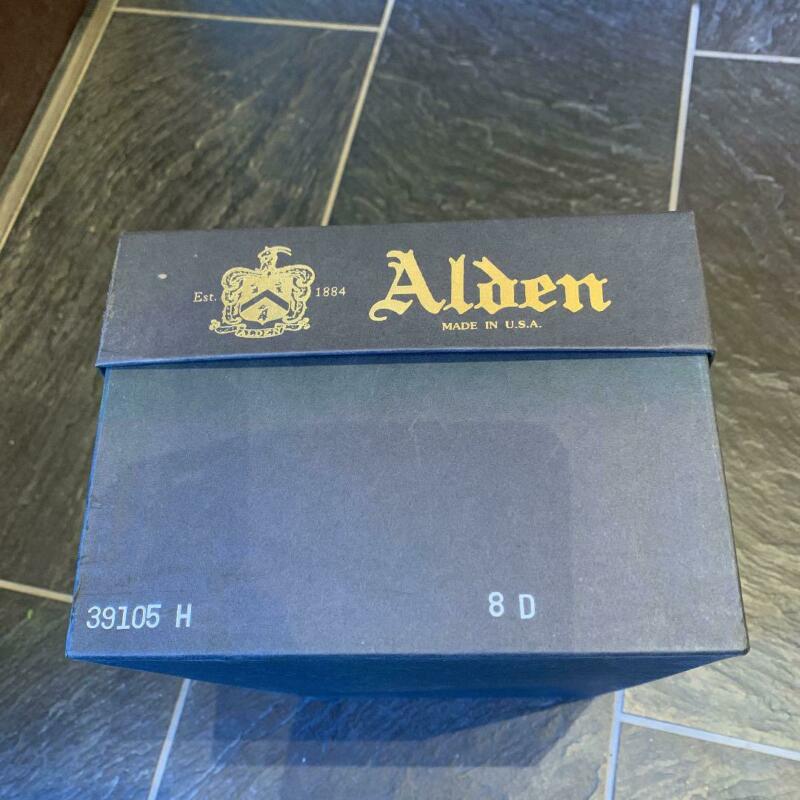 Est. 1884 Alden
ALDEN
MADE IN U.S.A.
39105 H 8 D